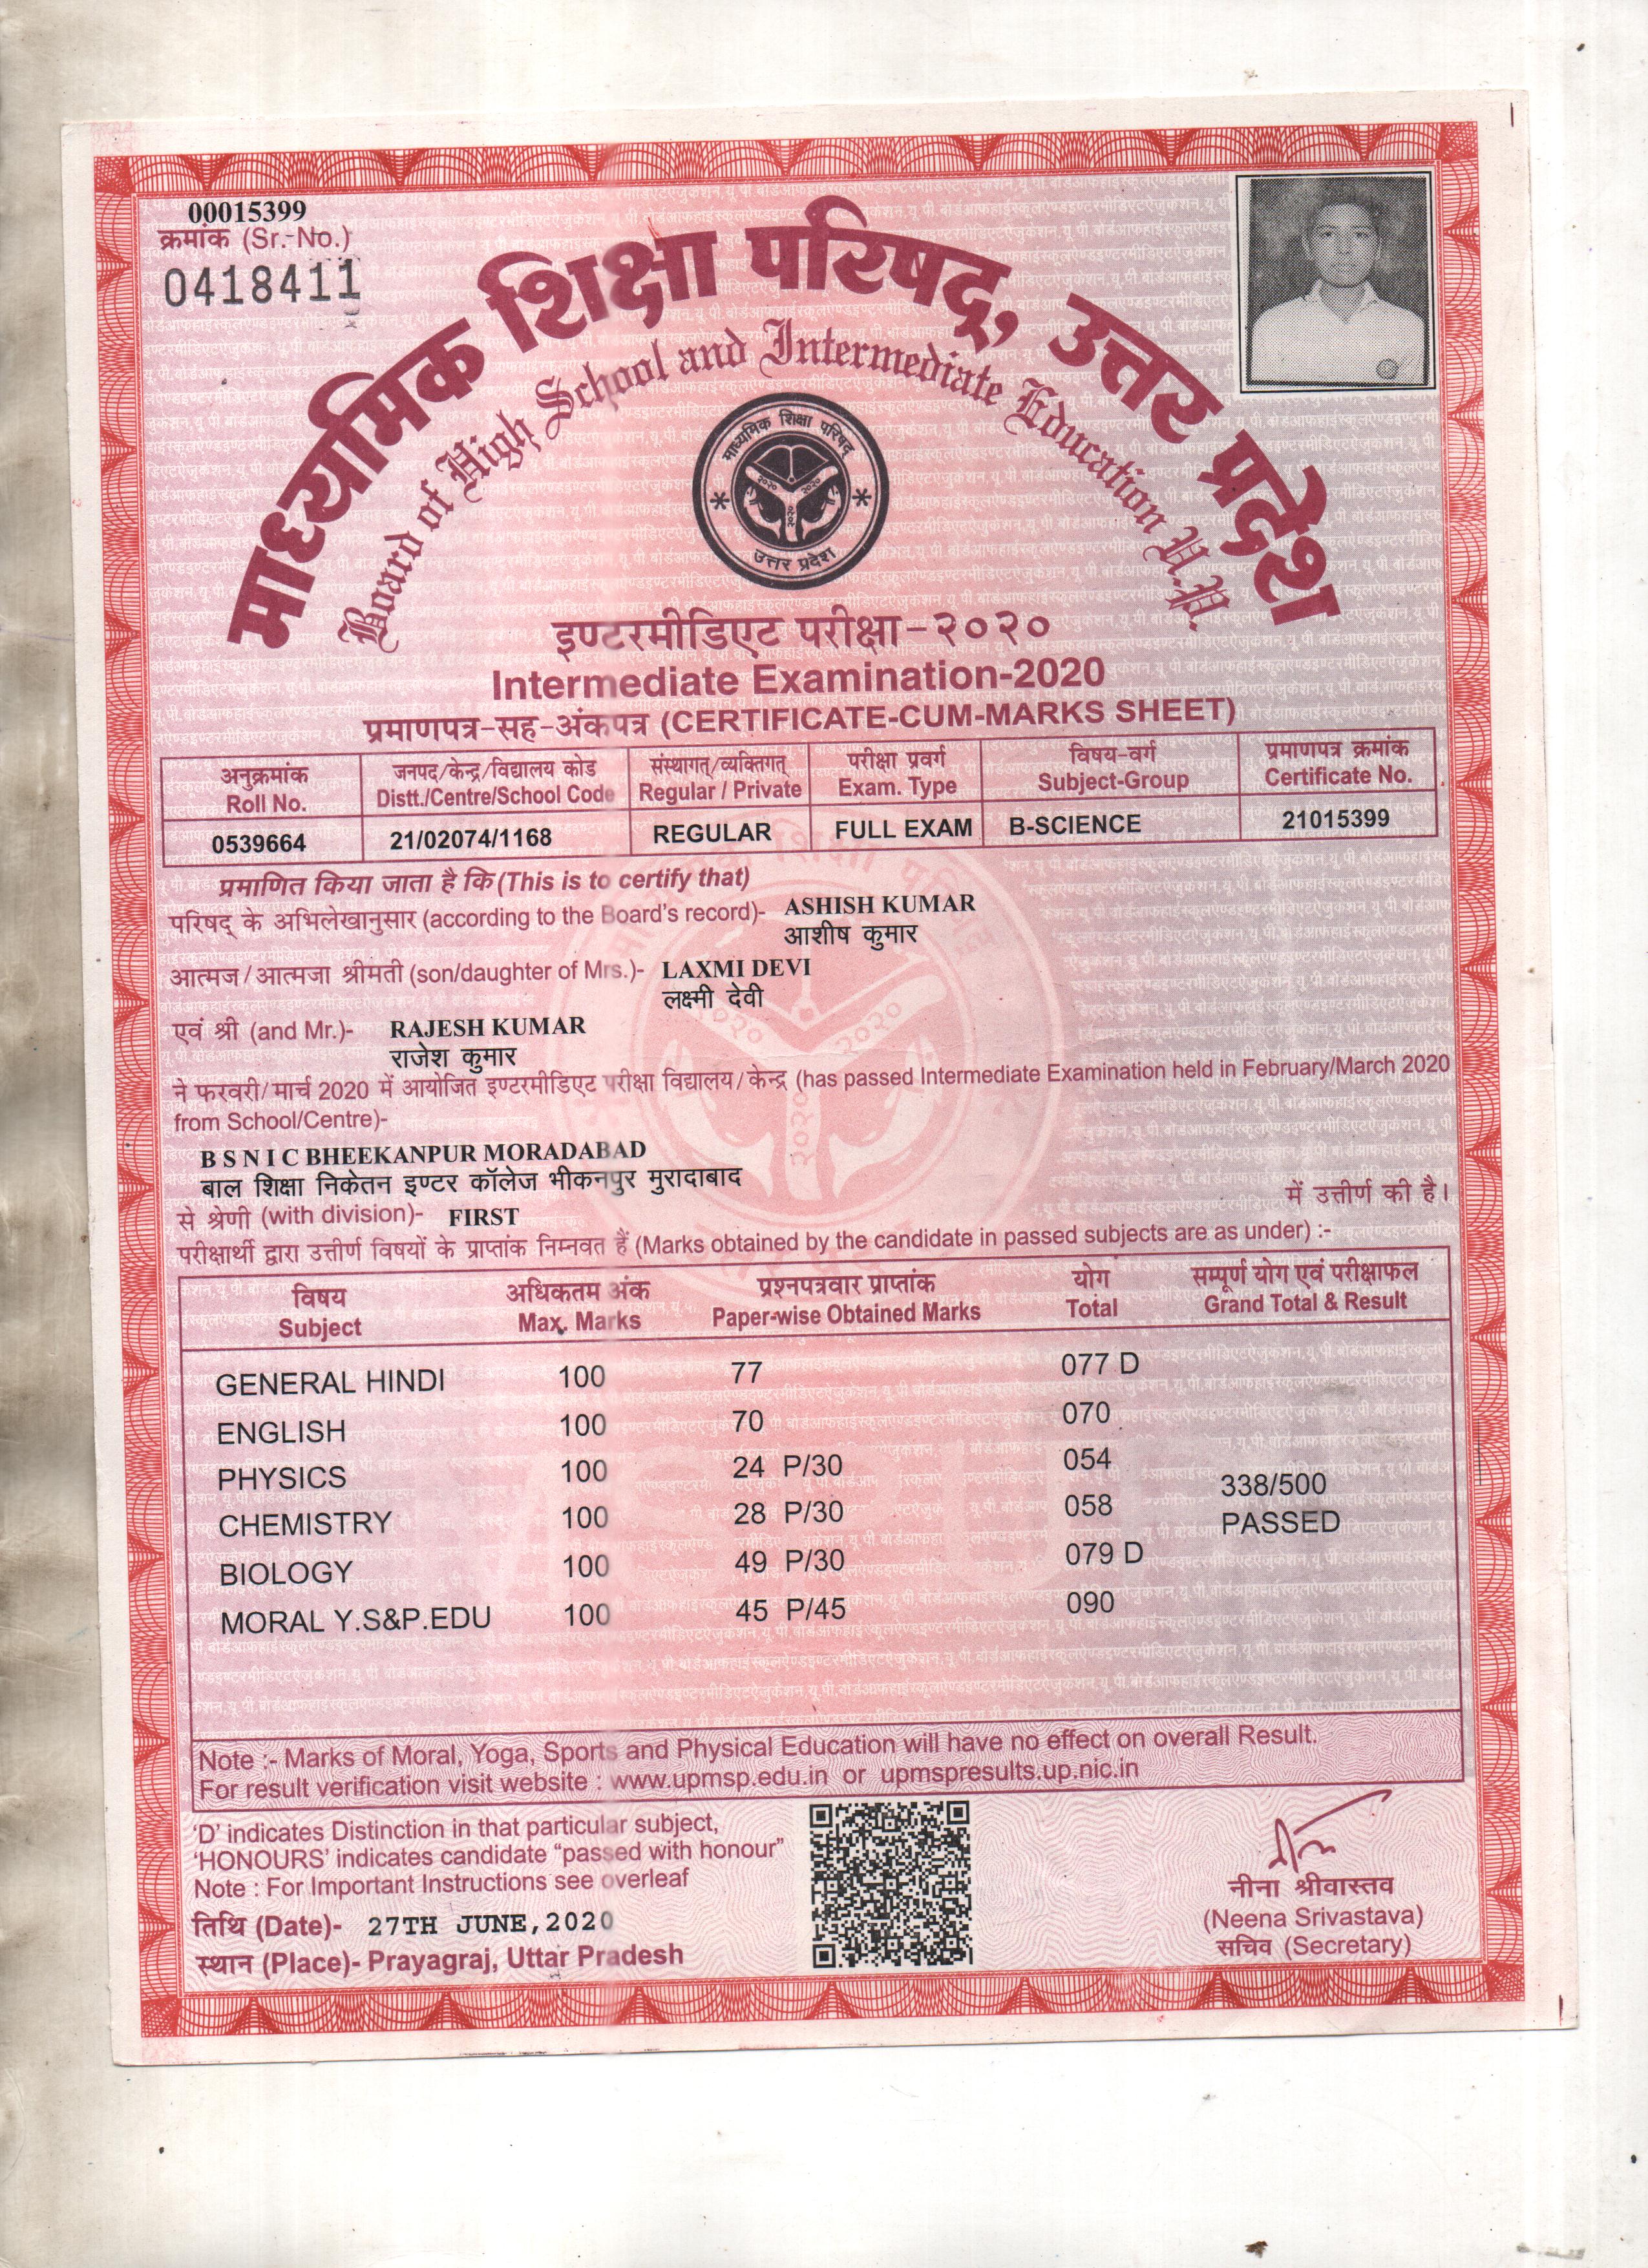 00015399
क्रमांक (Sr.-No.)
0418411
माध्यमिक शिक्षा परिषद्, उत्तर प्रदेश
Board of High School and Intermediate Education U.P.
माध्यमिक शिक्षा परिषद्
उत्तर प्रदेश
इण्टरमीडिएट परीक्षा-२०२०
Intermediate Examination-2020
प्रमाणपत्र-सह-अंकपत्र (CERTIFICATE-CUM-MARKS SHEET)
अनुक्रमांक जनपद/केन्द्र/विद्यालय कोड संस्थागत्/व्यक्तिगत् परीक्षा प्रवर्ग विषय-वर्ग प्रमाणपत्र क्रमांक
Roll No. Distt./Centre/School Code Regular / Private Exam. Type Subject-Group Certificate No.
0539664 21/02074/1168 REGULAR FULL EXAM B-SCIENCE 21015399
प्रमाणित किया जाता है कि (This is to certify that)
परिषद् के अभिलेखानुसार (according to the Board's record)- ASHISH KUMAR
आशीष कुमार
आत्मज/आत्मजा श्रीमती (son/daughter of Mrs.)- LAXMI DEVI
लक्ष्मी देवी
एवं श्री (and Mr.)- RAJESH KUMAR
राजेश कुमार
ने फरवरी/मार्च 2020 में आयोजित इण्टरमीडिएट परीक्षा विद्यालय/केन्द्र (has passed Intermediate Examination held in February/March 2020
from School/Centre)-
B S N I C BHEEKANPUR MORADABAD
बाल शिक्षा निकेतन इण्टर कॉलेज भीकनपुर मुरादाबाद
में उत्तीर्ण की है।
से श्रेणी (with division)- FIRST
परीक्षार्थी द्वारा उत्तीर्ण विषयों के प्राप्तांक निम्नवत हैं (Marks obtained by the candidate in passed subjects are as under) :-
विषय अधिकतम अंक प्रश्नपत्रवार प्राप्तांक योग सम्पूर्ण योग एवं परीक्षाफल
Subject Max. Marks Paper-wise Obtained Marks Total Grand Total & Result
GENERAL HINDI 100 77 077 D
ENGLISH 100 70 070
PHYSICS 100 24 P/30 054
338/500
CHEMISTRY 100 28 P/30 058
PASSED
BIOLOGY 100 49 P/30 079 D
MORAL Y.S&P.EDU 100 45 P/45 090
Note :- Marks of Moral, Yoga, Sports and Physical Education will have no effect on overall Result.
For result verification visit website : www.upmsp.edu.in or upmspresults.up.nic.in
'D' indicates Distinction in that particular subject,
'HONOURS' indicates candidate "passed with honour"
Note : For Important Instructions see overleaf
तिथि (Date)- 27TH JUNE,2020
स्थान (Place)- Prayagraj, Uttar Pradesh
नीना श्रीवास्तव
(Neena Srivastava)
सचिव (Secretary)